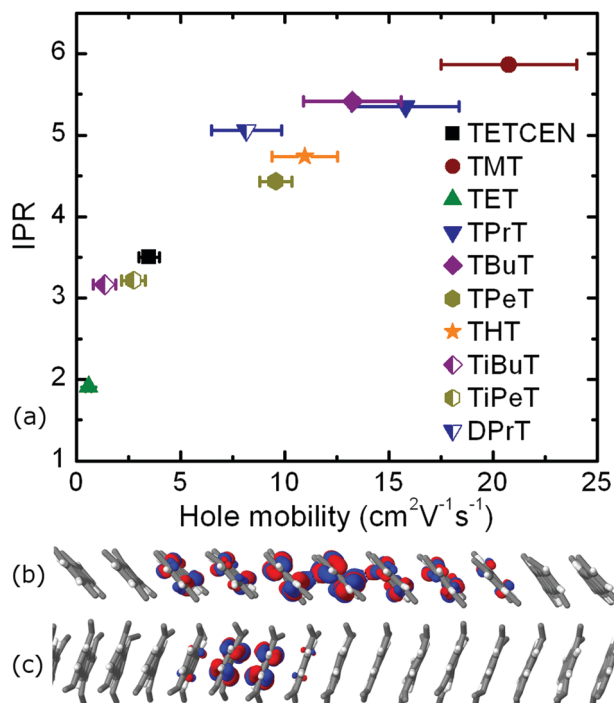 6
5
4
3
2
1
IPR
TETCEN
TMT
TET
TPrT
TBuT
TPeT
THT
TiBuT
TiPeT
DPrT
(a)
0 5 10 15 20 25
Hole mobility (cm²V⁻¹s⁻¹)
(b)
(c)